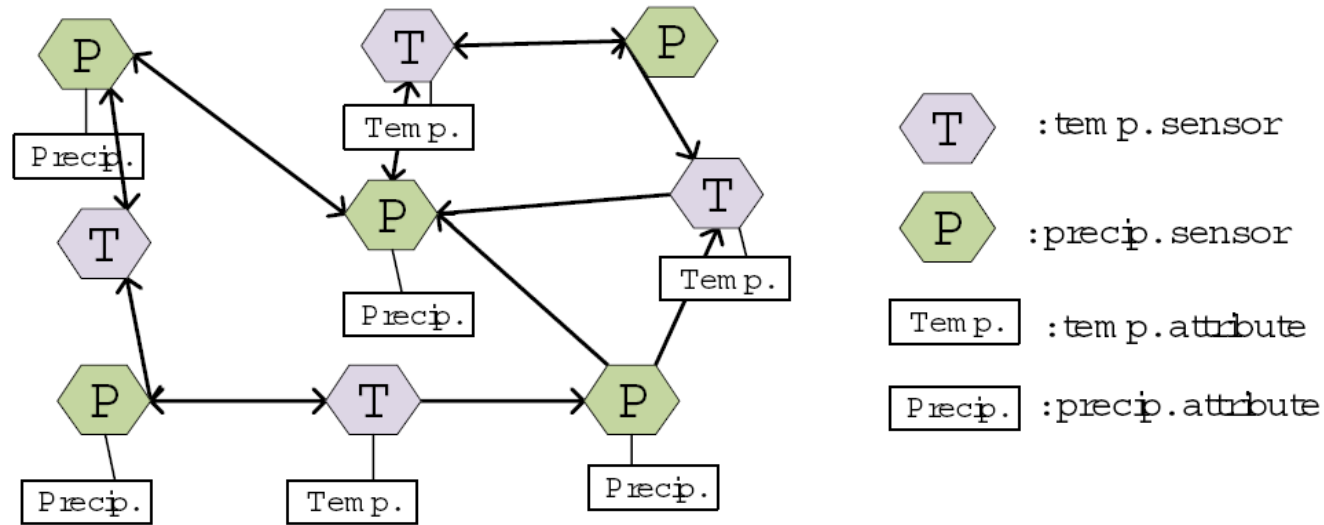 P
T
P
Precip.
Temp.
T
P
T
Precip.
Temp.
P
T
P
Precip.
Temp.
Precip.
T :temp.sensor
P :precip.sensor
Temp. :temp.attribute
Precip. :precip.attribute